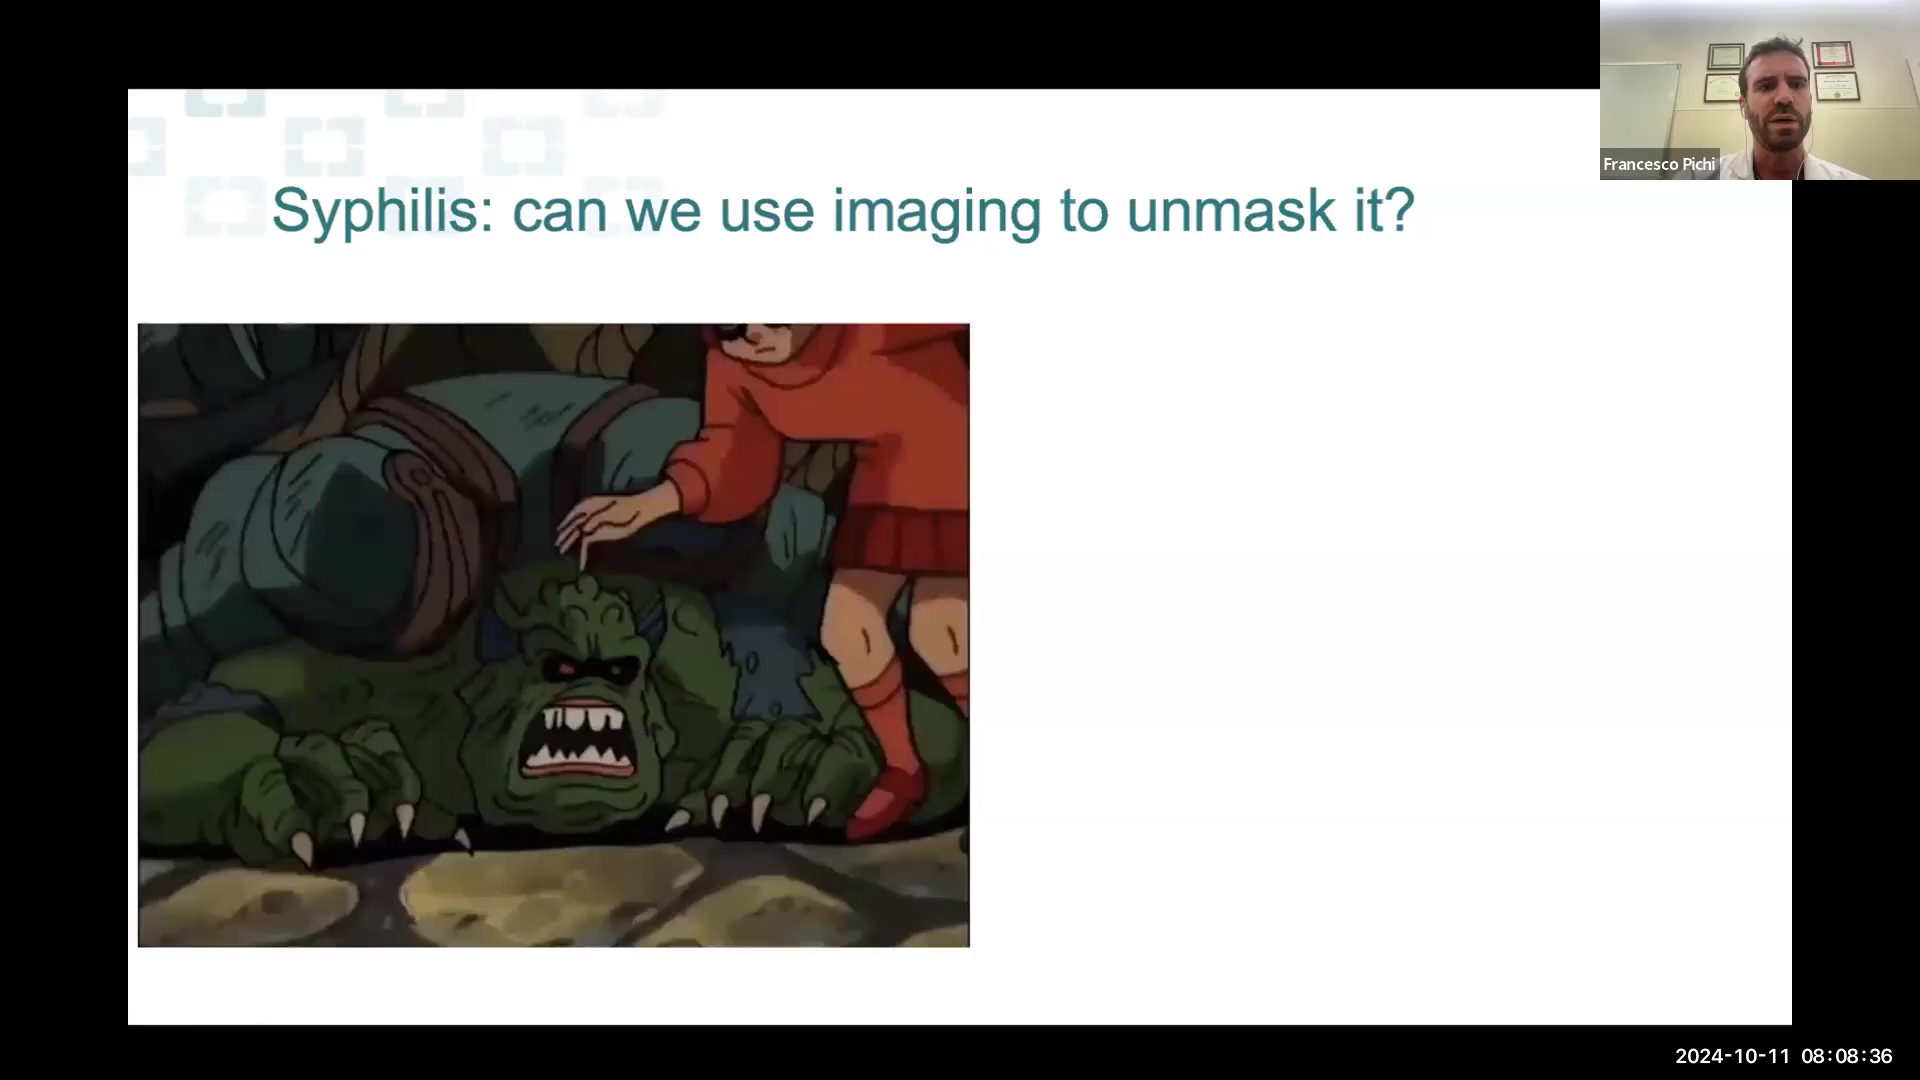 Francesco Pichi
Syphilis: can we use imaging to unmask it?
2024-10-11 08:08:36